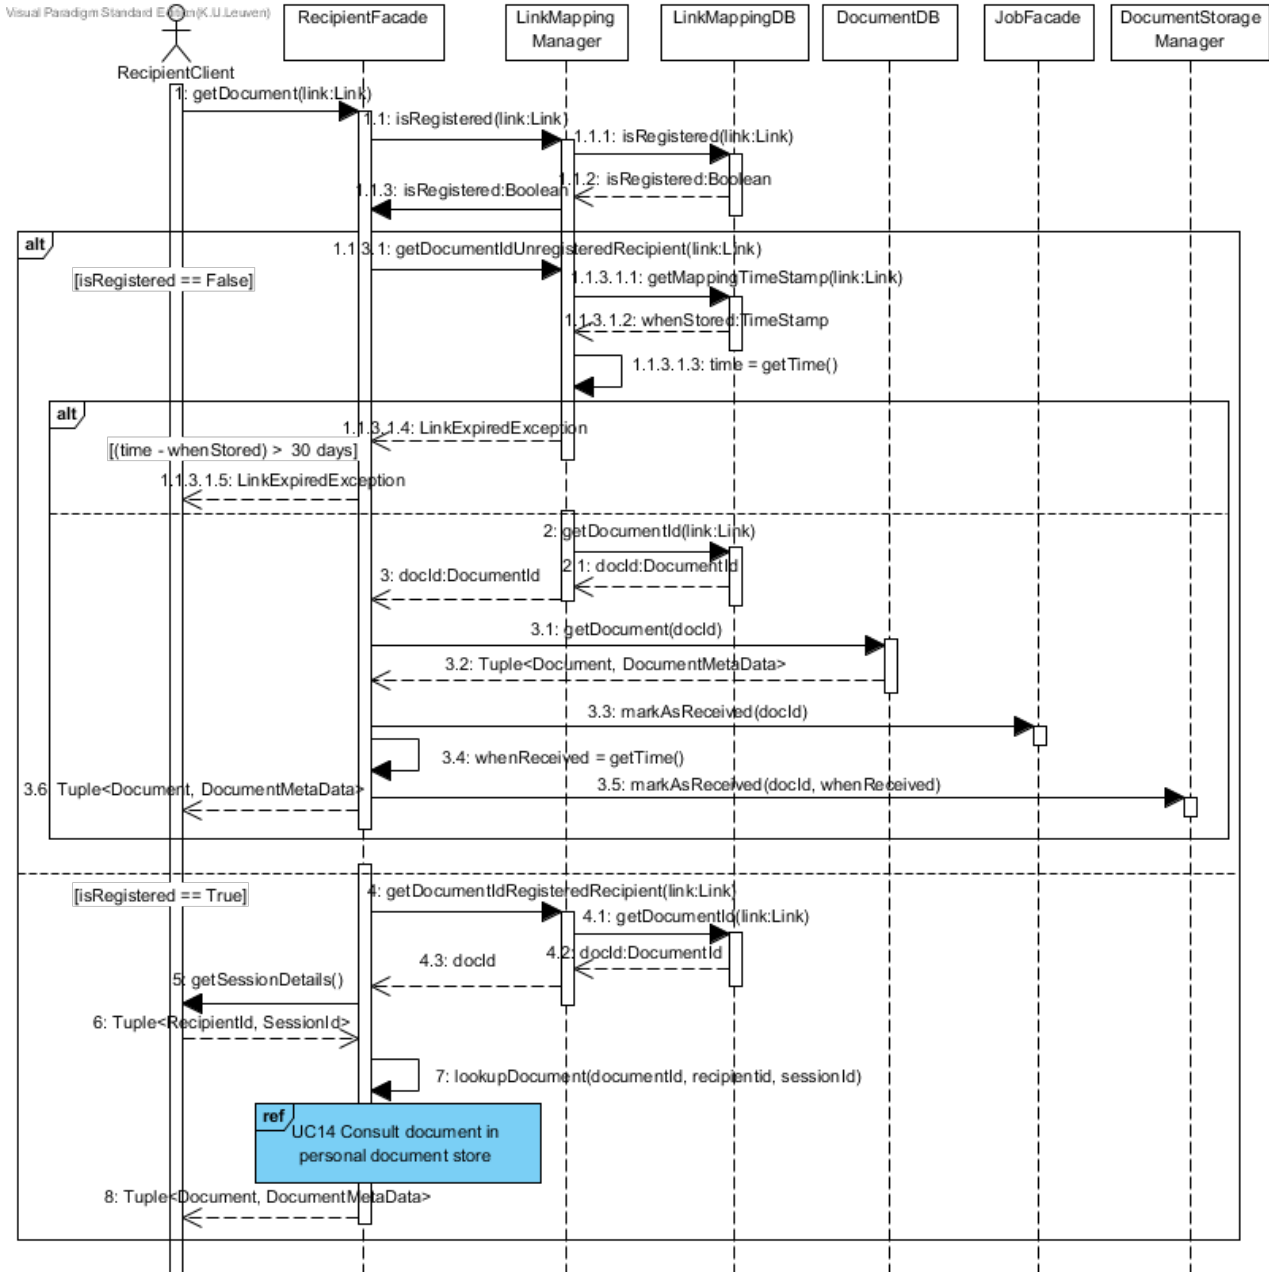 Visual Paradigm Standard Edition(K.U.Leuven)
RecipientClient
RecipientFacade
LinkMapping
Manager
LinkMappingDB
DocumentDB
JobFacade
DocumentStorage
Manager
1: getDocument(link:Link)
1.1: isRegistered(link:Link)
1.1.1: isRegistered(link:Link)
1.1.2: isRegistered:Boolean
1.1.3: isRegistered:Boolean
alt
1.1.3.1: getDocumentIdUnregisteredRecipient(link:Link)
[isRegistered == False]
1.1.3.1.1: getMappingTimeStamp(link:Link)
1.1.3.1.2: whenStored:TimeStamp
1.1.3.1.3: time = getTime()
alt
1.1.3.1.4: LinkExpiredException
[(time - whenStored) > 30 days]
1.1.3.1.5: LinkExpiredException
2: getDocumentId(link:Link)
2.1: docId:DocumentId
3: docId:DocumentId
3.1: getDocument(docId)
3.2: Tuple<Document, DocumentMetaData>
3.3: markAsReceived(docId)
3.4: whenReceived = getTime()
3.5: markAsReceived(docId, whenReceived)
3.6: Tuple<Document, DocumentMetaData>
[isRegistered == True]
4: getDocumentIdRegisteredRecipient(link:Link)
4.1: getDocumentId(link:Link)
4.2: docId:DocumentId
4.3: docId
5: getSessionDetails()
6: Tuple<RecipientId, SessionId>
7: lookupDocument(documentId, recipientid, sessionId)
ref
UC14 Consult document in
personal document store
8: Tuple<Document, DocumentMetaData>